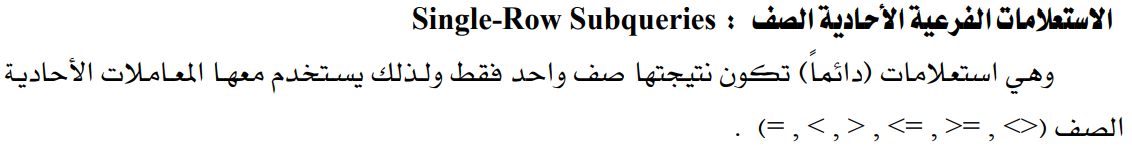 الاستعلامات الفرعية الأحادية الصف : Single-Row Subqueries
وهي استعلامات (دائماً) تكون نتيجتها صف واحد فقط ولذلك يستخدم معها المعاملات الأحادية
الصف (<> , >= , <= , > , < , =) .